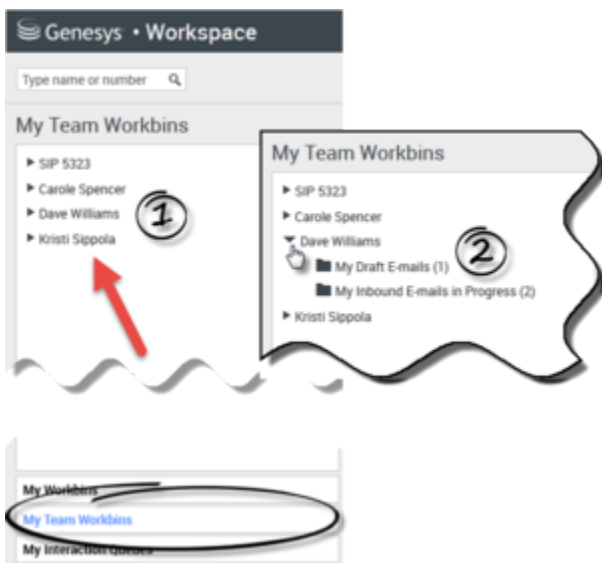 Genesys • Workspace
Type name or number
My Team Workbins
SIP 5323
Carole Spencer
Dave Williams
Kristi Sippola
1
My Team Workbins
SIP 5323
Carole Spencer
Dave Williams
My Draft E-mails (1)
My Inbound E-mails in Progress (2)
Kristi Sippola
2
My Workbins
My Team Workbins
My Interaction Queues